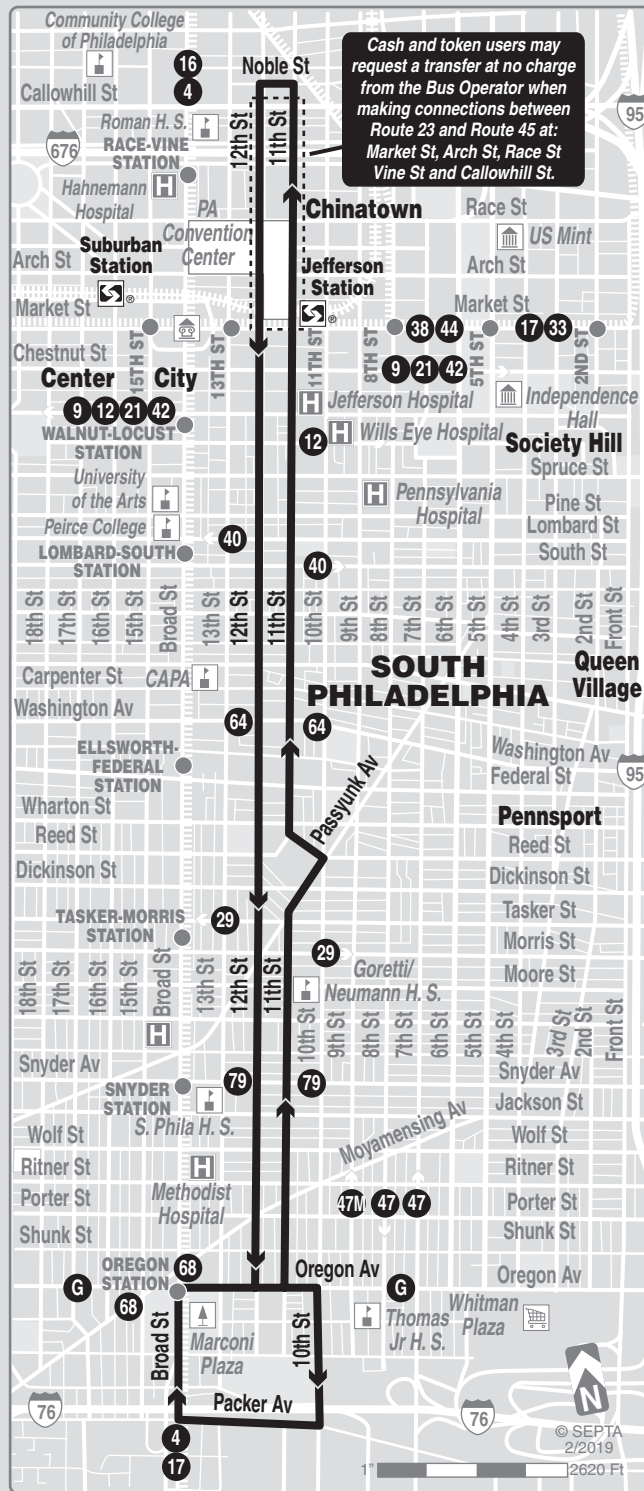 Community College
of Philadelphia
16
4
Callowhill St
Noble St
Cash and token users may
request a transfer at no charge
from the Bus Operator when
making connections between
Route 23 and Route 45 at:
Market St, Arch St, Race St
Vine St and Callowhill St.
95
Roman H. S.
676
RACE-VINE
STATION
12th St
11th St
Hahnemann
Hospital
H
PA
Convention
Center
Chinatown
Race St
US Mint
Arch St
Suburban
Station
Arch St
Jefferson
Station
Market St
®
®
Market St
38 44
17 33
Chestnut St
15TH ST
13TH ST
11TH ST
8TH ST
5TH ST
2ND ST
9 21 42
Center City
H
Jefferson Hospital
Independence
Hall
9 12 21 42
WALNUT-LOCUST
STATION
12
H
Wills Eye Hospital
Society Hill
Spruce St
University
of the Arts
H
Pennsylvania
Hospital
Pine St
Lombard St
South St
Peirce College
40
LOMBARD-SOUTH
STATION
40
18th St
17th St
16th St
15th St
Broad St
13th St
12th St
11th St
10th St
9th St
8th St
7th St
6th St
5th St
4th St
3rd St
2nd St
Front St
Carpenter St
CAPA
SOUTH
PHILADELPHIA
Queen
Village
Washington Av
64
64
ELLSWORTH-
FEDERAL
STATION
Passyunk Av
Washington Av
Federal St
95
Wharton St
Reed St
Dickinson St
Pennsport
Reed St
Dickinson St
Tasker St
Morris St
Moore St
TASKER-MORRIS
STATION
29
29
Goretti/
Neumann H. S.
18th St
17th St
16th St
15th St
Broad St
13th St
12th St
11th St
10th St
9th St
8th St
7th St
6th St
5th St
4th St
3rd St
2nd St
Front St
H
Snyder Av
Snyder Av
SNYDER
STATION
79
79
Jackson St
S. Phila H. S.
Moyamensing Av
Wolf St
Wolf St
Ritner St
Ritner St
H
Methodist
Hospital
Porter St
47M 47 47
Porter St
Shunk St
Shunk St
OREGON
STATION
68
Oregon Av
Oregon Av
G
68
G
Broad St
Marconi
Plaza
10th St
Thomas
Jr H. S.
Whitman
Plaza
Packer Av
76
76
N
4
17
© SEPTA
2/2019
1"
2620 Ft